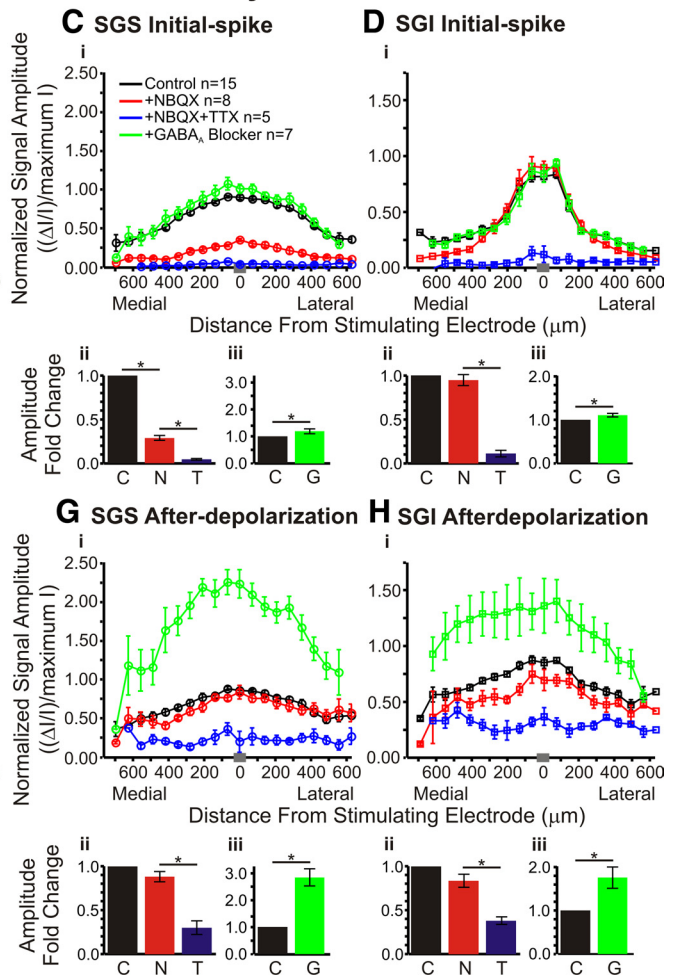 C SGS Initial-spike
D SGI Initial-spike
i
i
Normalized Signal Amplitude
((ΔI/I)/maximum I)
2.50
2.00
1.50
1.00
0.50
0.00
Control n=15
+NBQX n=8
+NBQX+TTX n=5
+GABAA Blocker n=7
1.50
1.00
0.50
0.00
600 400 200 0 200 400 600
600 400 200 0 200 400 600
Medial Lateral
Medial Lateral
Distance From Stimulating Electrode (μm)
ii
iii
ii
iii
Amplitude
Fold Change
1.0
0.5
0.0
*
*
C N T
3.0
2.0
1.0
0.0
*
C G
1.0
0.5
0.0
*
C N T
2.0
1.0
0.0
*
C G
G SGS After-depolarization
H SGI Afterdepolarization
i
i
Normalized Signal Amplitude
((ΔI/I)/maximum I)
2.50
2.00
1.50
1.00
0.50
0.00
1.50
1.00
0.50
0.00
600 400 200 0 200 400 600
600 400 200 0 200 400 600
Medial Lateral
Medial Lateral
Distance From Stimulating Electrode (μm)
ii
iii
ii
iii
Amplitude
Fold Change
1.0
0.5
0.0
*
C N T
3.0
2.0
1.0
0.0
*
C G
1.0
0.5
0.0
*
C N T
2.0
1.0
0.0
*
C G